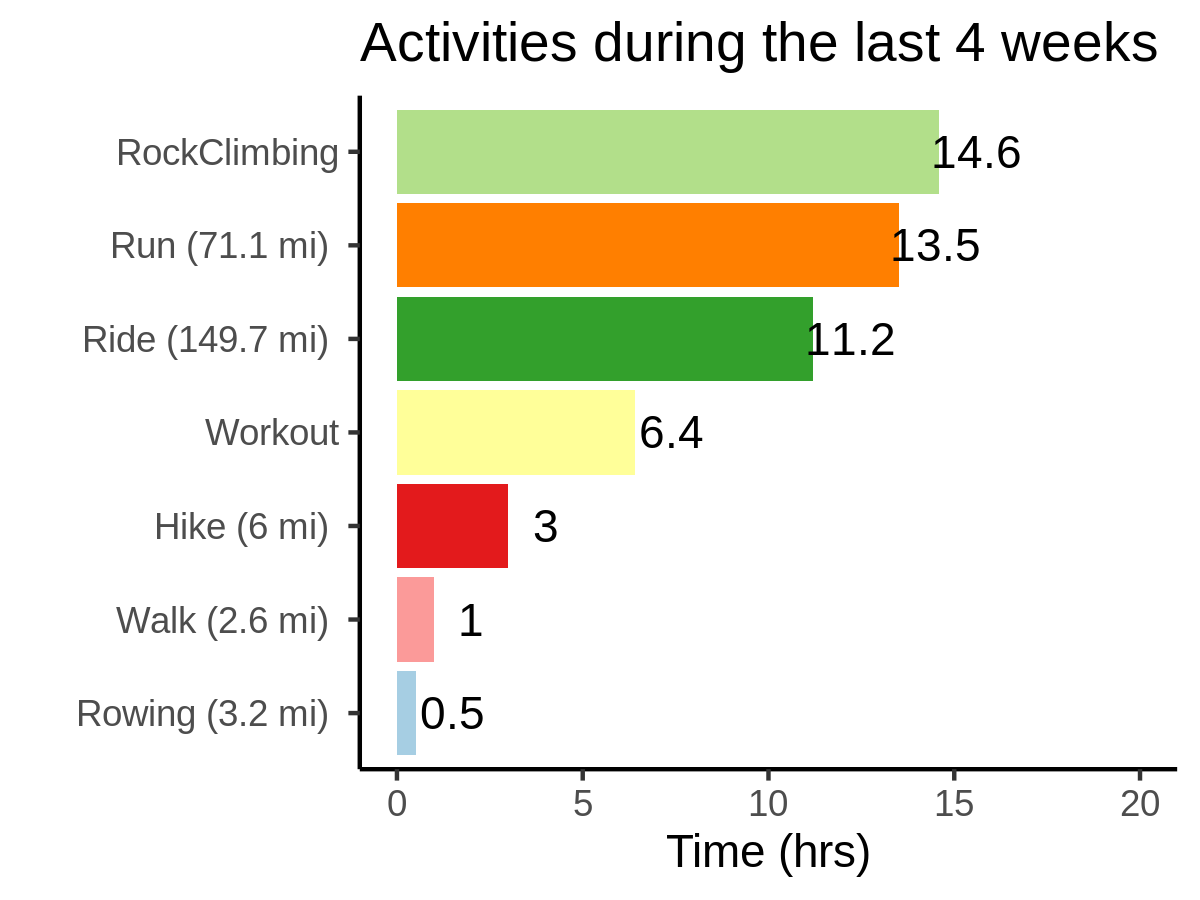 Activities during the last 4 weeks
RockClimbing 14.6
Run (71.1 mi) 13.5
Ride (149.7 mi) 11.2
Workout 6.4
Hike (6 mi) 3
Walk (2.6 mi) 1
Rowing (3.2 mi) 0.5
0 5 10 15 20
Time (hrs)